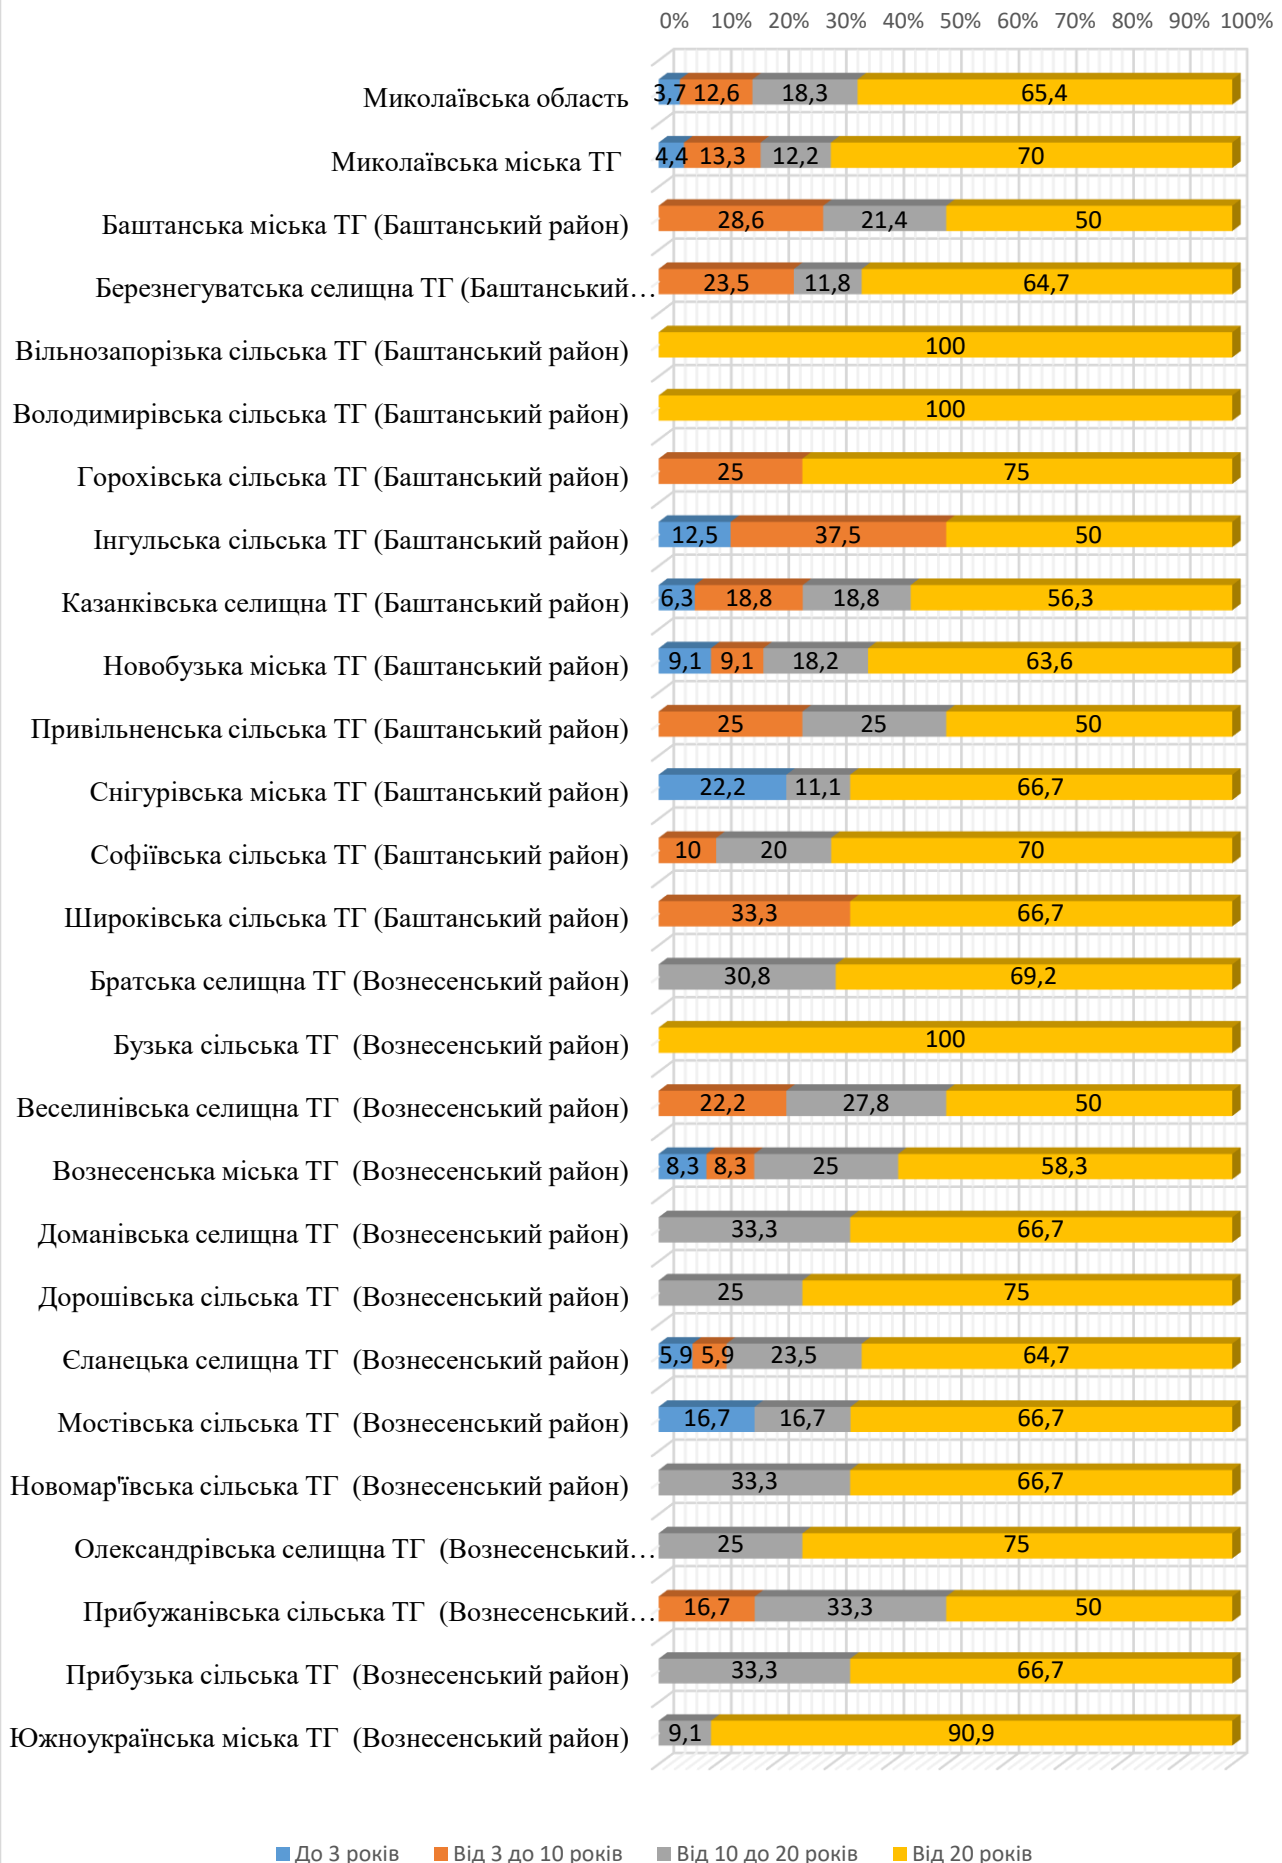 0% 10% 20% 30% 40% 50% 60% 70% 80% 90% 100%
Миколаївська область 3,7 12,6 18,3 65,4
Миколаївська міська ТГ 4,4 13,3 12,2 70
Баштанська міська ТГ (Баштанський район) 28,6 21,4 50
Березнегуватська селищна ТГ (Баштанський… 23,5 11,8 64,7
Вільнозапорізька сільська ТГ (Баштанський район) 100
Володимирівська сільська ТГ (Баштанський район) 100
Горохівська сільська ТГ (Баштанський район) 25 75
Інгульська сільська ТГ (Баштанський район) 12,5 37,5 50
Казанківська селищна ТГ (Баштанський район) 6,3 18,8 18,8 56,3
Новобузька міська ТГ (Баштанський район) 9,1 9,1 18,2 63,6
Привільненська сільська ТГ (Баштанський район) 25 25 50
Снігурівська міська ТГ (Баштанський район) 22,2 11,1 66,7
Софіївська сільська ТГ (Баштанський район) 10 20 70
Широківська сільська ТГ (Баштанський район) 33,3 66,7
Братська селищна ТГ (Вознесенський район) 30,8 69,2
Бузька сільська ТГ (Вознесенський район) 100
Веселинівська селищна ТГ (Вознесенський район) 22,2 27,8 50
Вознесенська міська ТГ (Вознесенський район) 8,3 8,3 25 58,3
Доманівська селищна ТГ (Вознесенський район) 33,3 66,7
Дорошівська сільська ТГ (Вознесенський район) 25 75
Єланецька селищна ТГ (Вознесенський район) 5,9 5,9 23,5 64,7
Мостівська сільська ТГ (Вознесенський район) 16,7 16,7 66,7
Новомар'ївська сільська ТГ (Вознесенський район) 33,3 66,7
Олександрівська селищна ТГ (Вознесенський… 25 75
Прибужанівська сільська ТГ (Вознесенський… 16,7 33,3 50
Прибузька сільська ТГ (Вознесенський район) 33,3 66,7
Южноукраїнська міська ТГ (Вознесенський район) 9,1 90,9
До 3 років Від 3 до 10 років Від 10 до 20 років Від 20 років